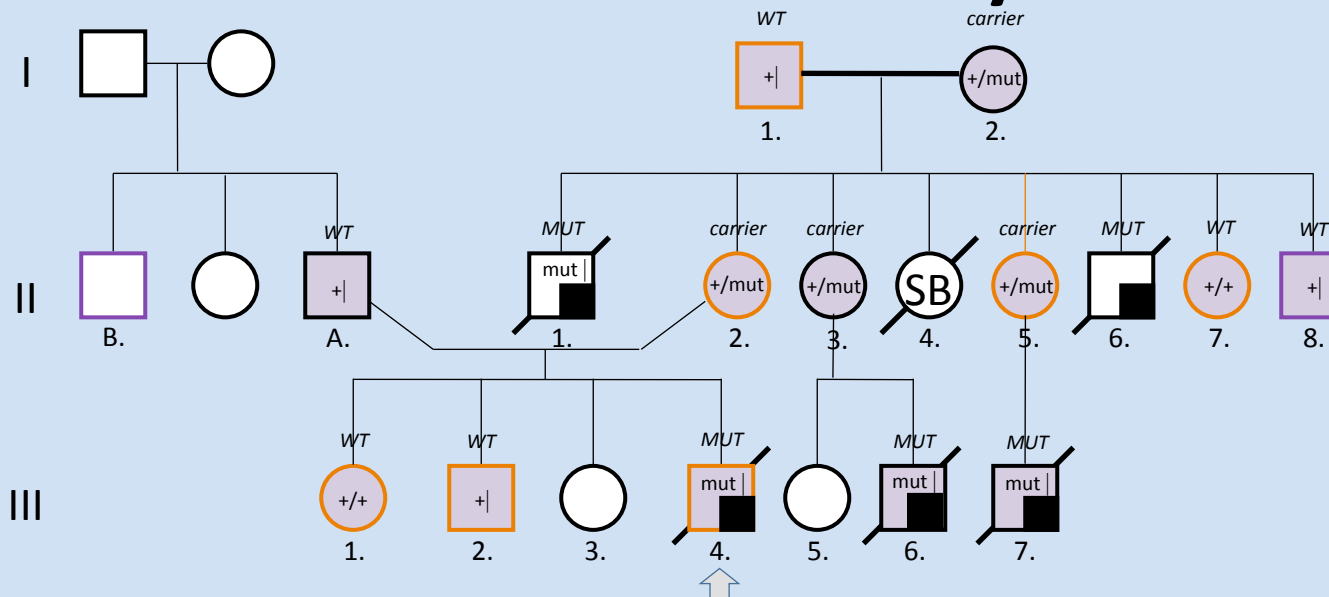 WT carrier
I +| +/mut
1. 2.
WT MUT carrier carrier carrier MUT WT WT
II +| mut | +/mut +/mut SB +/mut +/+ +|
B. A. 1. 2. 3. 4. 5. 6. 7. 8.
WT WT MUT MUT MUT
III +/+ +| mut | mut | mut |
1. 2. 3. 4. 5. 6. 7.